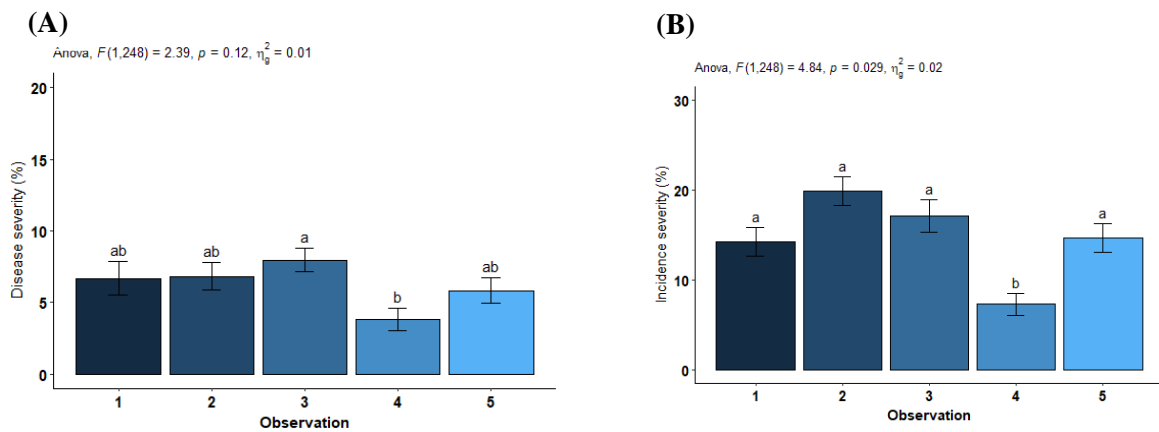 (A)
Anova, F(1,248) = 2.39, p = 0.12, η²g = 0.01
Disease severity (%)
20
15
10
5
0
ab
ab
a
b
ab
1 2 3 4 5
Observation
(B)
Anova, F(1,248) = 4.84, p = 0.029, η²g = 0.02
Incidence severity (%)
30
20
10
0
a
a
a
b
a
1 2 3 4 5
Observation